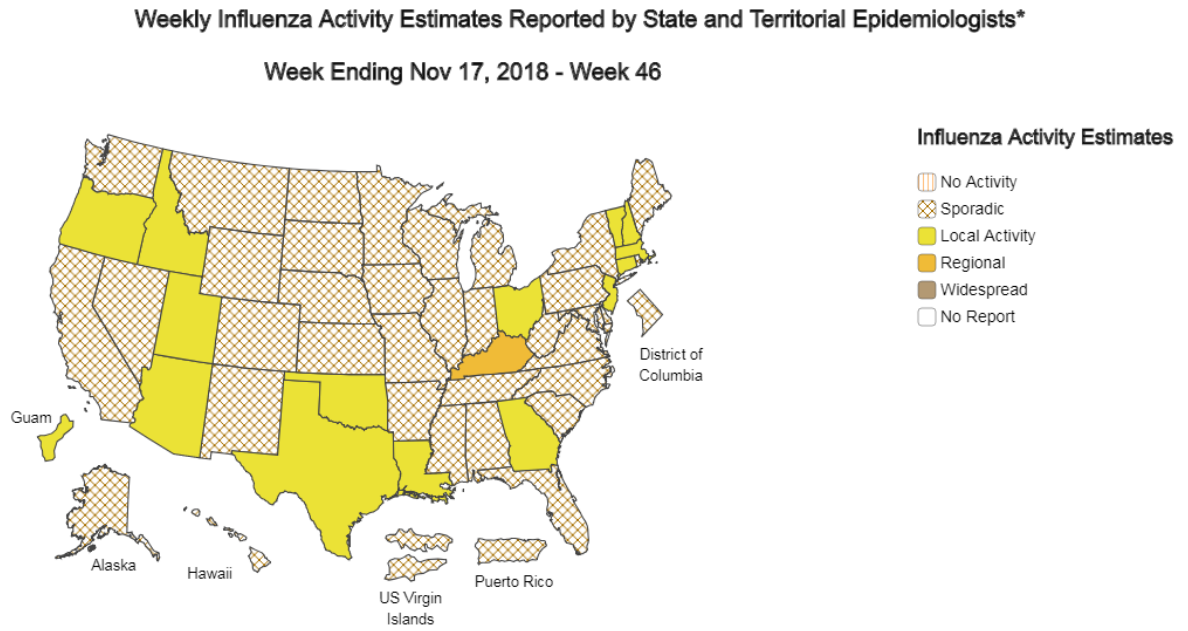 Weekly Influenza Activity Estimates Reported by State and Territorial Epidemiologists*
Week Ending Nov 17, 2018 - Week 46
Influenza Activity Estimates
No Activity
Sporadic
Local Activity
Regional
Widespread
No Report
District of
Columbia
Guam
Alaska
Hawaii
US Virgin
Islands
Puerto Rico